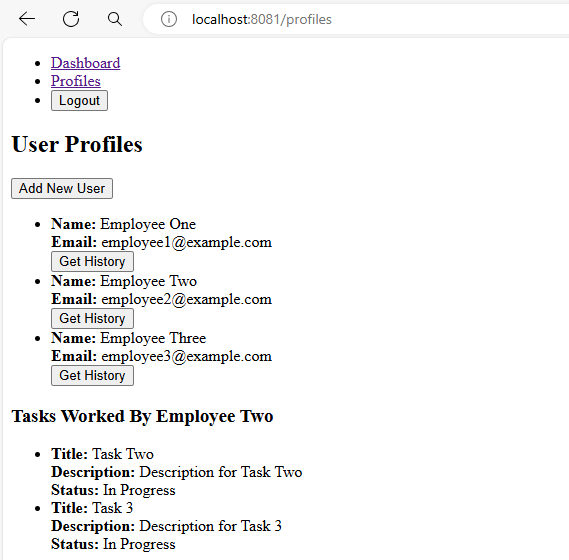 localhost:8081/profiles
Dashboard
Profiles
Logout
User Profiles
Add New User
Name: Employee One
Email: employee1@example.com
Get History
Name: Employee Two
Email: employee2@example.com
Get History
Name: Employee Three
Email: employee3@example.com
Get History
Tasks Worked By Employee Two
Title: Task Two
Description: Description for Task Two
Status: In Progress
Title: Task 3
Description: Description for Task 3
Status: In Progress